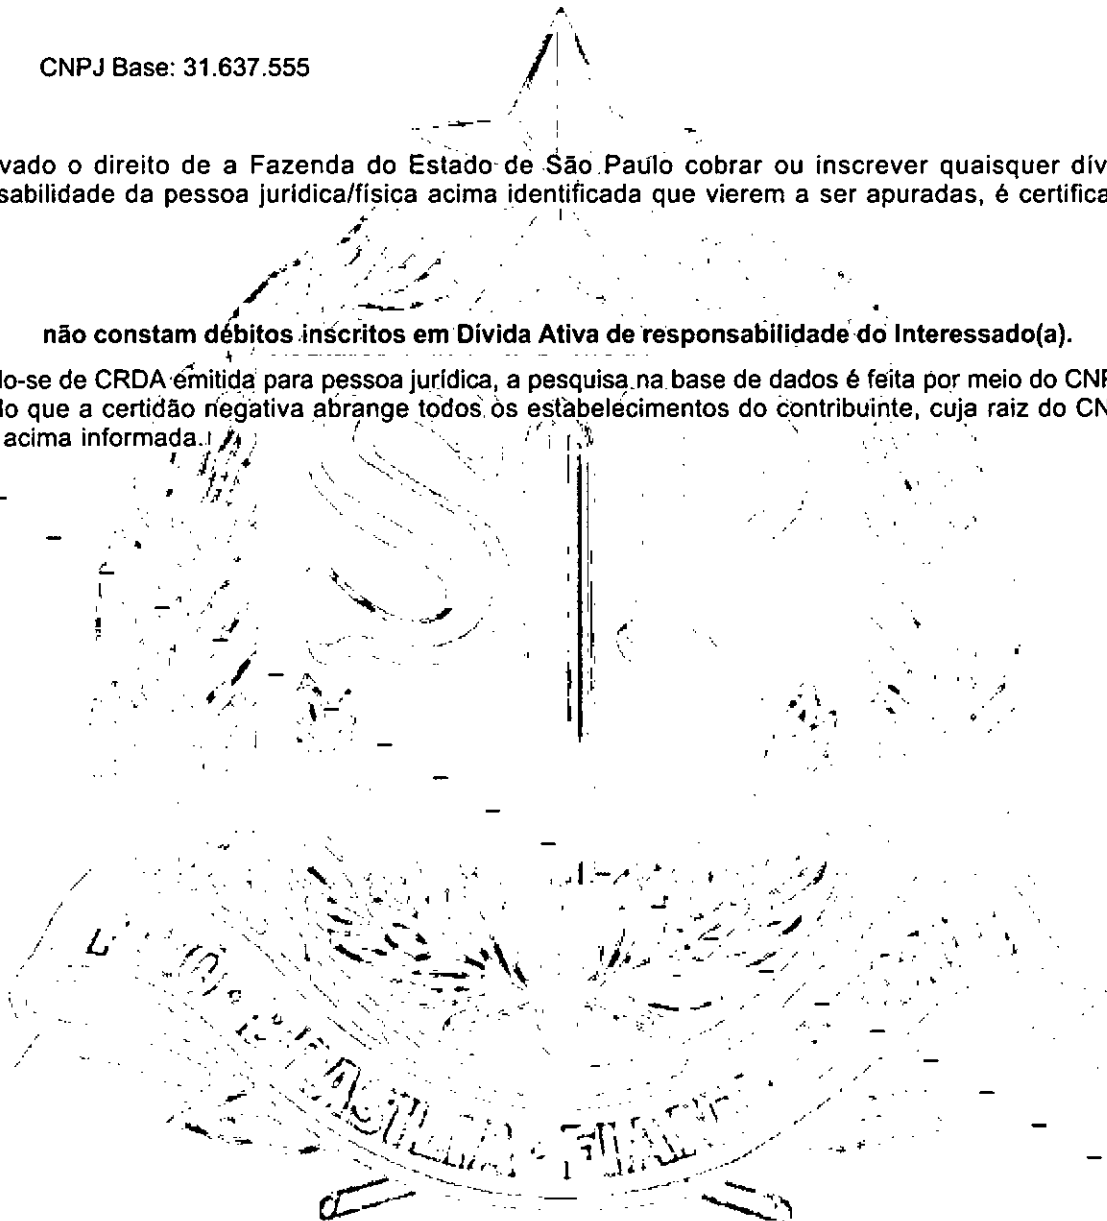 CNPJ Base: 31.637.555
vado o direito de a Fazenda do Estado de São Paulo cobrar ou inscrever quaisquer dív
sabilidade da pessoa jurídica/física acima identificada que vierem a ser apuradas, é certifica
não constam débitos inscritos em Dívida Ativa de responsabilidade do Interessado(a).
do-se de CRDA emitida para pessoa jurídica, a pesquisa na base de dados é feita por meio do CNP
do que a certidão negativa abrange todos os estabelecimentos do contribuinte, cuja raiz do CN
acima informada.